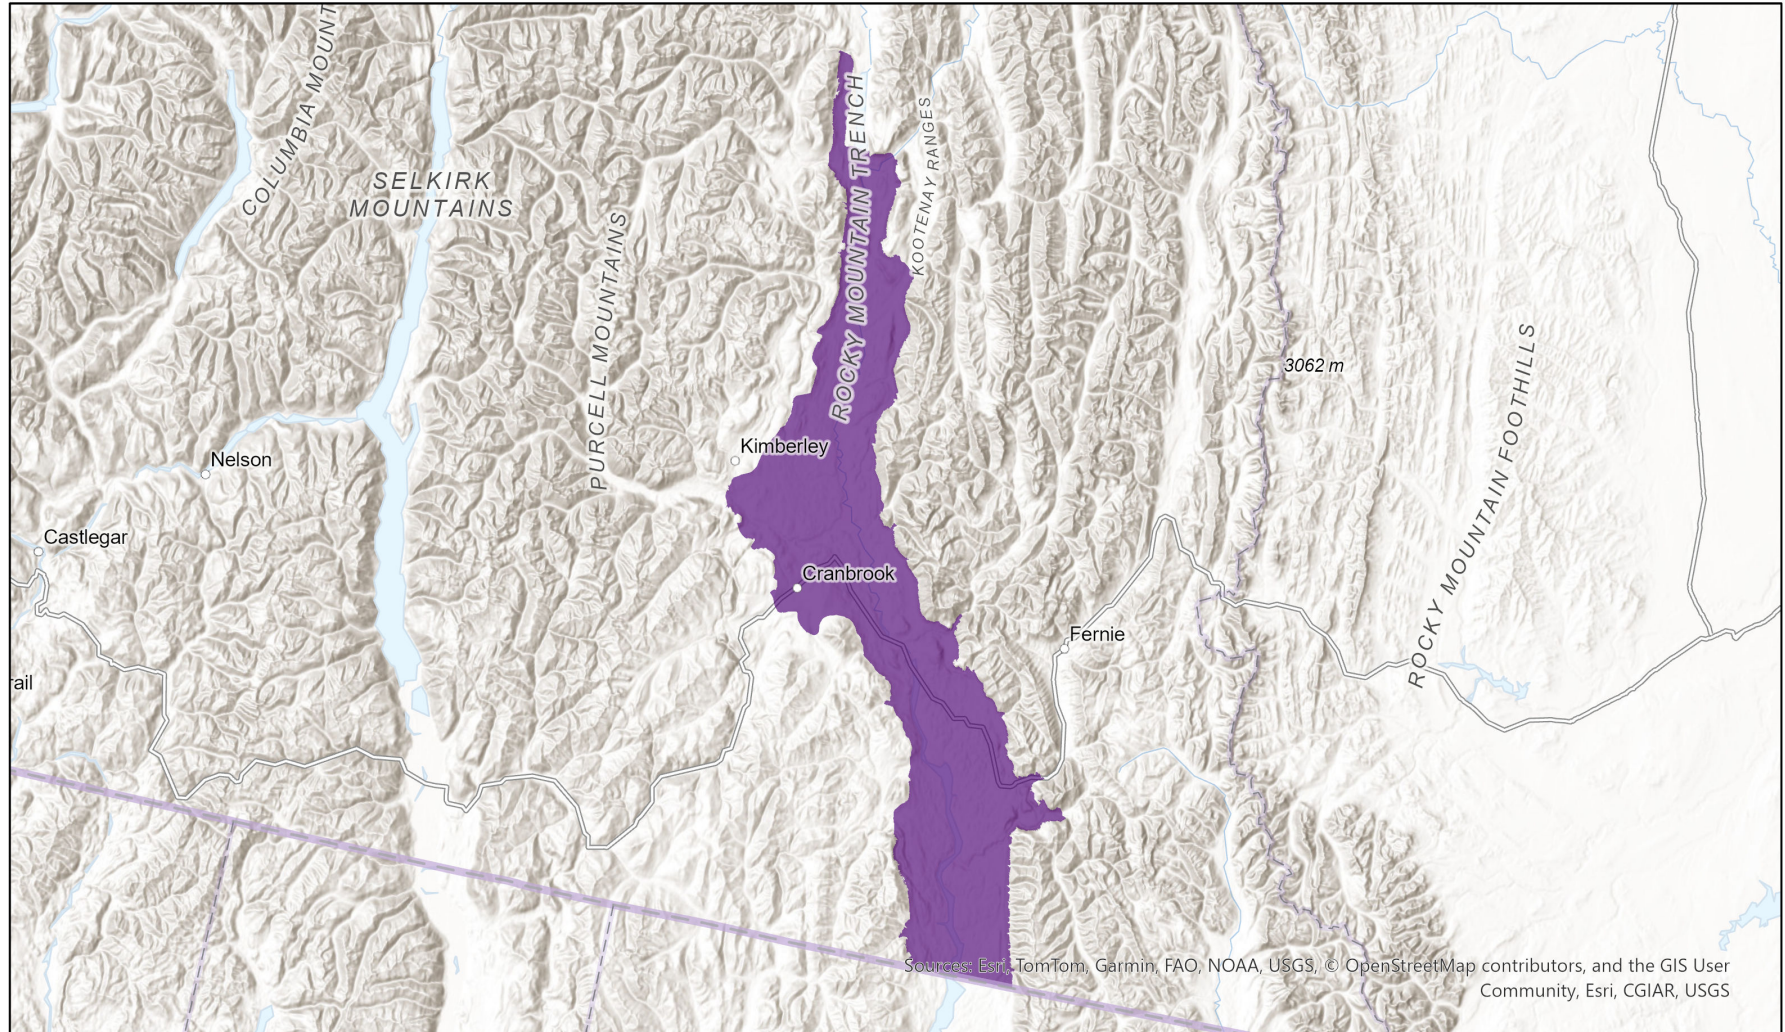 COLUMBIA MOUNT
SELKIRK
MOUNTAINS
PURCELL MOUNTAINS
ROCKY MOUNTAIN TRENCH
KOOTENAY RANGES
3062 m
ROCKY MOUNTAIN FOOTHILLS
Kimberley
Nelson
Castlegar
Cranbrook
Fernie
rail
Sources: Esri, TomTom, Garmin, FAO, NOAA, USGS, © OpenStreetMap contributors, and the GIS User
Community, Esri, CGIAR, USGS